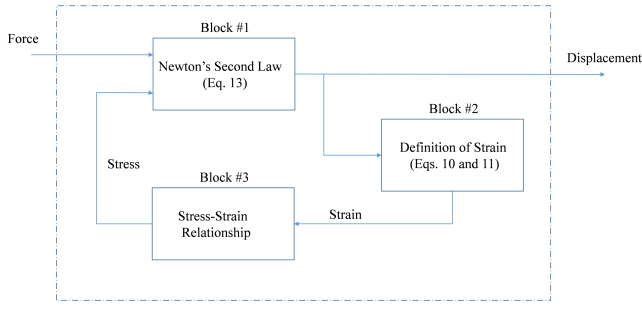 Block #1
Force
Newton's Second Law
(Eq. 13)
Displacement
Block #2
Definition of Strain
(Eqs. 10 and 11)
Stress
Block #3
Stress-Strain
Relationship
Strain